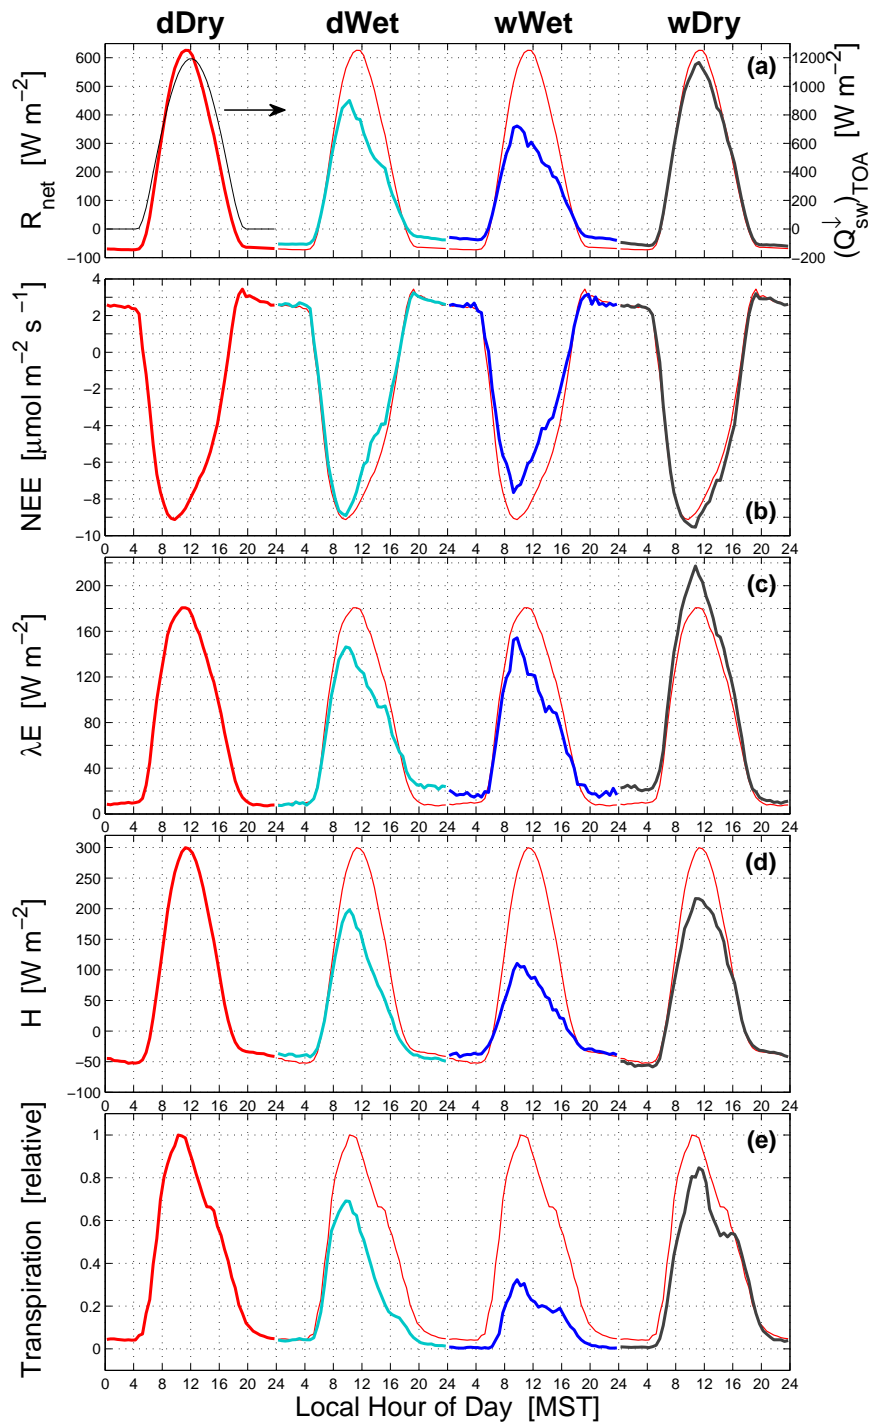 dDry dWet wWet wDry
(a)
R_net [W m−2]
600
500
400
300
200
100
0
−100
(Q↓sw)TOA [W m−2]
1200
1000
800
600
400
200
0
−200
(b)
NEE [μmol m−2 s−1]
4
2
0
−2
−4
−6
−8
−10
0 4 8 12 16 20 24 4 8 12 16 20 24 4 8 12 16 20 24 4 8 12 16 20 24
(c)
λE [W m−2]
200
160
120
80
40
0
0 4 8 12 16 20 24 4 8 12 16 20 24 4 8 12 16 20 24 4 8 12 16 20 24
(d)
H [W m−2]
300
250
200
150
100
50
0
−50
−100
0 4 8 12 16 20 24 4 8 12 16 20 24 4 8 12 16 20 24 4 8 12 16 20 24
(e)
Transpiration [relative]
1
0.8
0.6
0.4
0.2
0
0 4 8 12 16 20 24 4 8 12 16 20 24 4 8 12 16 20 24 4 8 12 16 20 24
Local Hour of Day [MST]